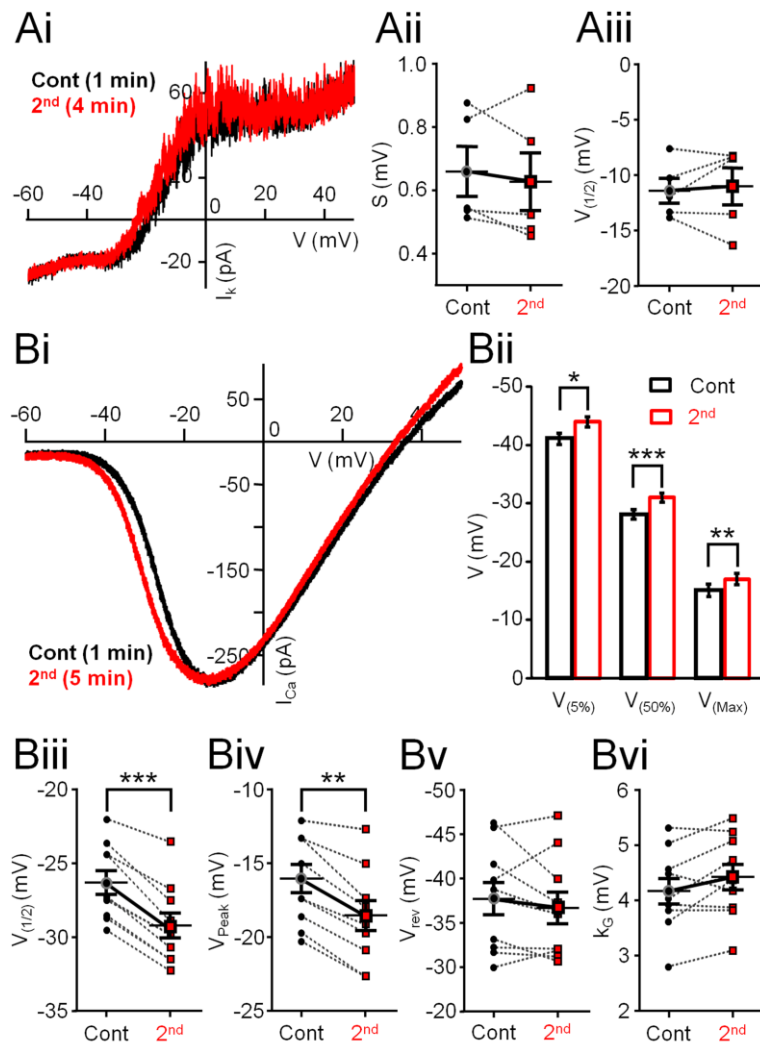 Ai
Cont (1 min)
2nd (4 min)
60
10
-20
-60
-40
-20
0
20
40
V (mV)
Ik (pA)
Aii
1.0
0.8
0.6
0.4
S (mV)
Cont
2nd
Aiii
0
-5
-10
-15
-20
V(1/2) (mV)
Cont
2nd
Bi
-60
-40
-20
0
20
4
50
-50
-150
-250
V (mV)
ICa (pA)
Cont (1 min)
2nd (5 min)
Bii
-50
-40
-30
-20
-10
0
V (mV)
Cont
2nd
*
***
**
V(5%)
V(50%)
V(Max)
Biii
-20
-25
-30
-35
V(1/2) (mV)
***
Cont
2nd
Biv
-10
-15
-20
-25
VPeak (mV)
**
Cont
2nd
Bv
-50
-45
-40
-35
-30
-20
Vrev (mV)
Cont
2nd
Bvi
6
5
4
3
2
kG (mV)
Cont
2nd